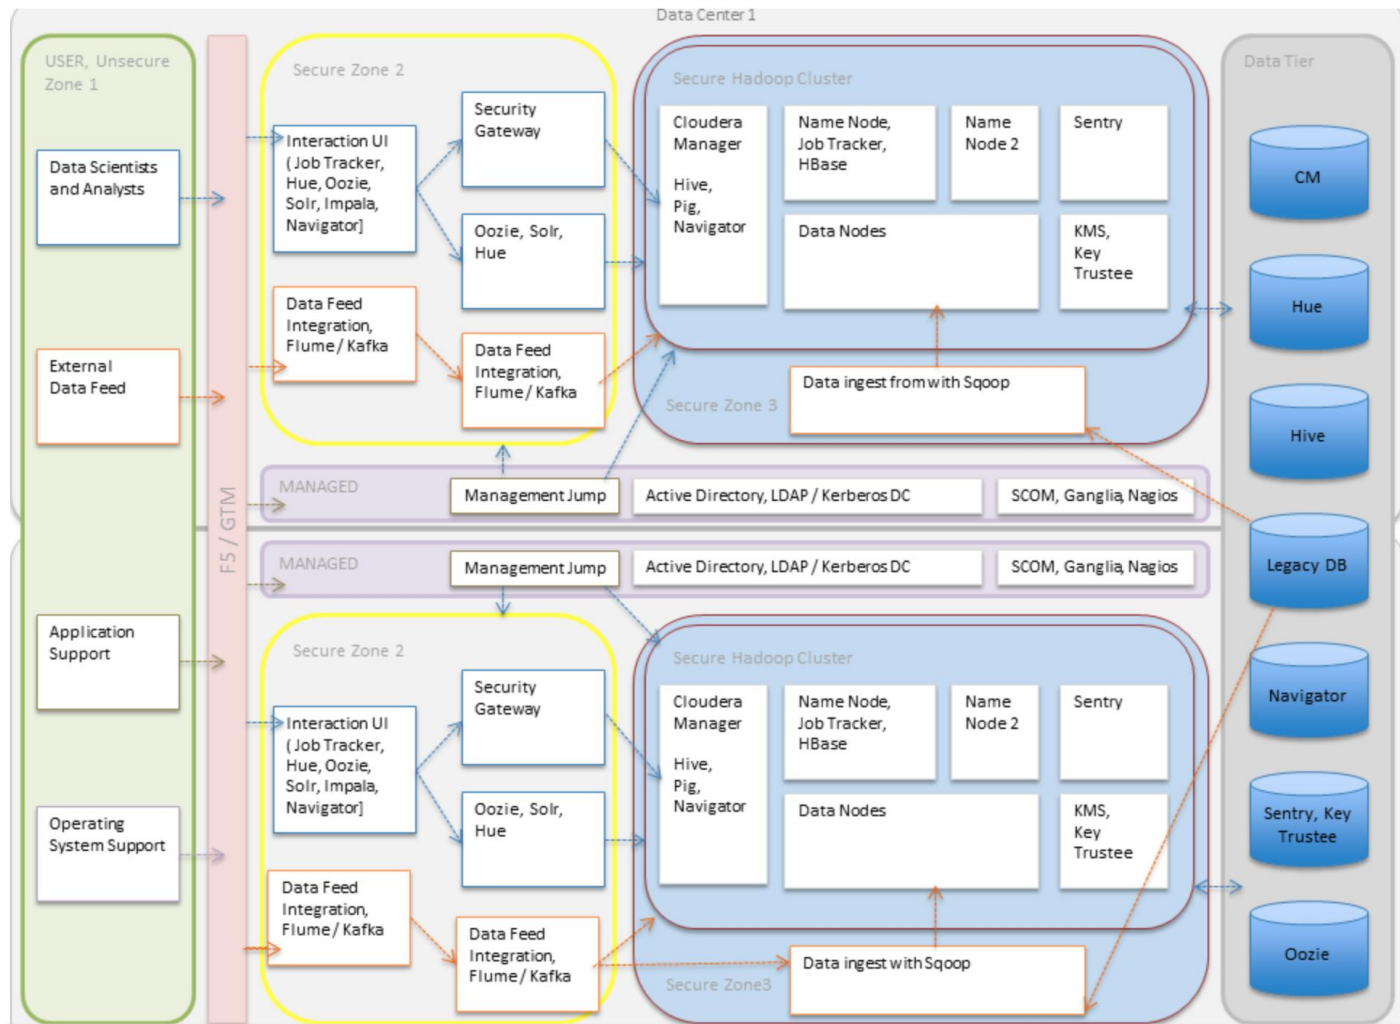 Data Center 1
USER, Unsecure
Zone 1
Data Scientists
and Analysts
External
Data Feed
Application
Support
Operating
System Support
F5 / GTM
Secure Zone 2
Interaction UI
( Job Tracker,
Hue, Oozie,
Solr, Impala,
Navigator]
Security
Gateway
Oozie, Solr,
Hue
Data Feed
Integration,
Flume / Kafka
Data Feed
Integration,
Flume / Kafka
Secure Hadoop Cluster
Cloudera
Manager
Hive,
Pig,
Navigator
Name Node,
Job Tracker,
HBase
Name
Node 2
Sentry
Data Nodes
KMS,
Key
Trustee
Data ingest from with Sqoop
Secure Zone 3
MANAGED
Management Jump
Active Directory, LDAP / Kerberos DC
SCOM, Ganglia, Nagios
MANAGED
Management Jump
Active Directory, LDAP / Kerberos DC
SCOM, Ganglia, Nagios
Secure Zone 2
Interaction UI
( Job Tracker,
Hue, Oozie,
Solr, Impala,
Navigator]
Security
Gateway
Oozie, Solr,
Hue
Data Feed
Integration,
Flume / Kafka
Data Feed
Integration,
Flume / Kafka
Secure Hadoop Cluster
Cloudera
Manager
Hive,
Pig,
Navigator
Name Node,
Job Tracker,
HBase
Name
Node 2
Sentry
Data Nodes
KMS,
Key
Trustee
Data ingest with Sqoop
Secure Zone3
Data Tier
CM
Hue
Hive
Legacy DB
Navigator
Sentry, Key
Trustee
Oozie